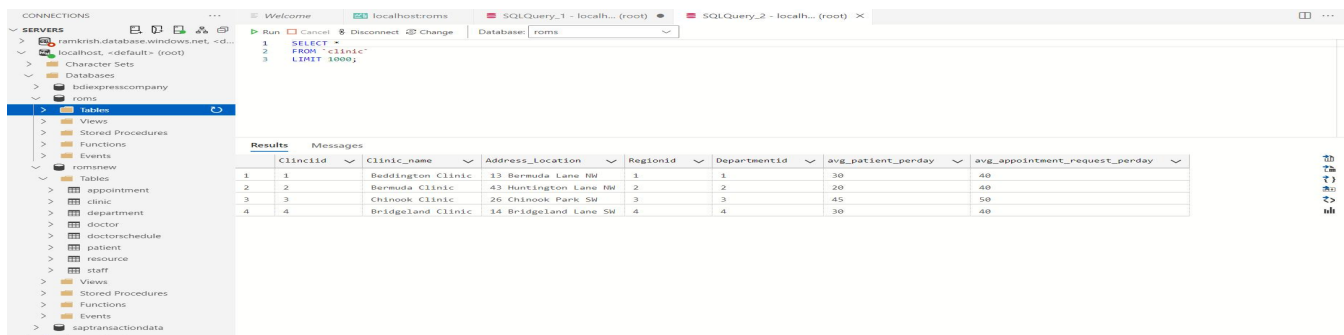 CONNECTIONS ...
SERVERS
ramkrish.database.windows.net, <d...
localhost, <default> (root)
Character Sets
Databases
bdiexpresscompany
roms
Tables
Views
Stored Procedures
Functions
Events
romsnew
Tables
appointment
clinic
department
doctor
doctorschedule
patient
resource
staff
Views
Stored Procedures
Functions
Events
saptransactiondata
Welcome localhost:roms SQLQuery_1 - localh... (root) SQLQuery_2 - localh... (root)
Run Cancel Disconnect Change Database: roms
1 SELECT *
2 FROM `clinic`
3 LIMIT 1000;
Results Messages
Clinciid Clinic_name Address_Location Regionid Departmentid avg_patient_perday avg_appointment_request_perday
1 1 Beddington Clinic 13 Bermuda Lane NW 1 1 30 40
2 2 Bermuda Clinic 43 Huntington Lane NW 2 2 20 40
3 3 Chinook Clinic 26 Chinook Park SW 3 3 45 50
4 4 Bridgeland Clinic 14 Bridgeland Lane SW 4 4 30 40